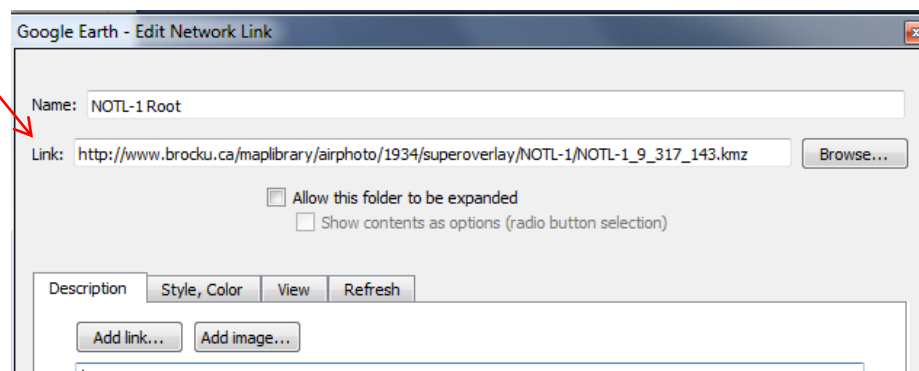 Google Earth - Edit Network Link
Name: NOTL-1 Root
Link: http://www.brocku.ca/maplibrary/airphoto/1934/superoverlay/NOTL-1/NOTL-1_9_317_143.kmz Browse...
Allow this folder to be expanded
Show contents as options (radio button selection)
Description Style, Color View Refresh
Add link... Add image...